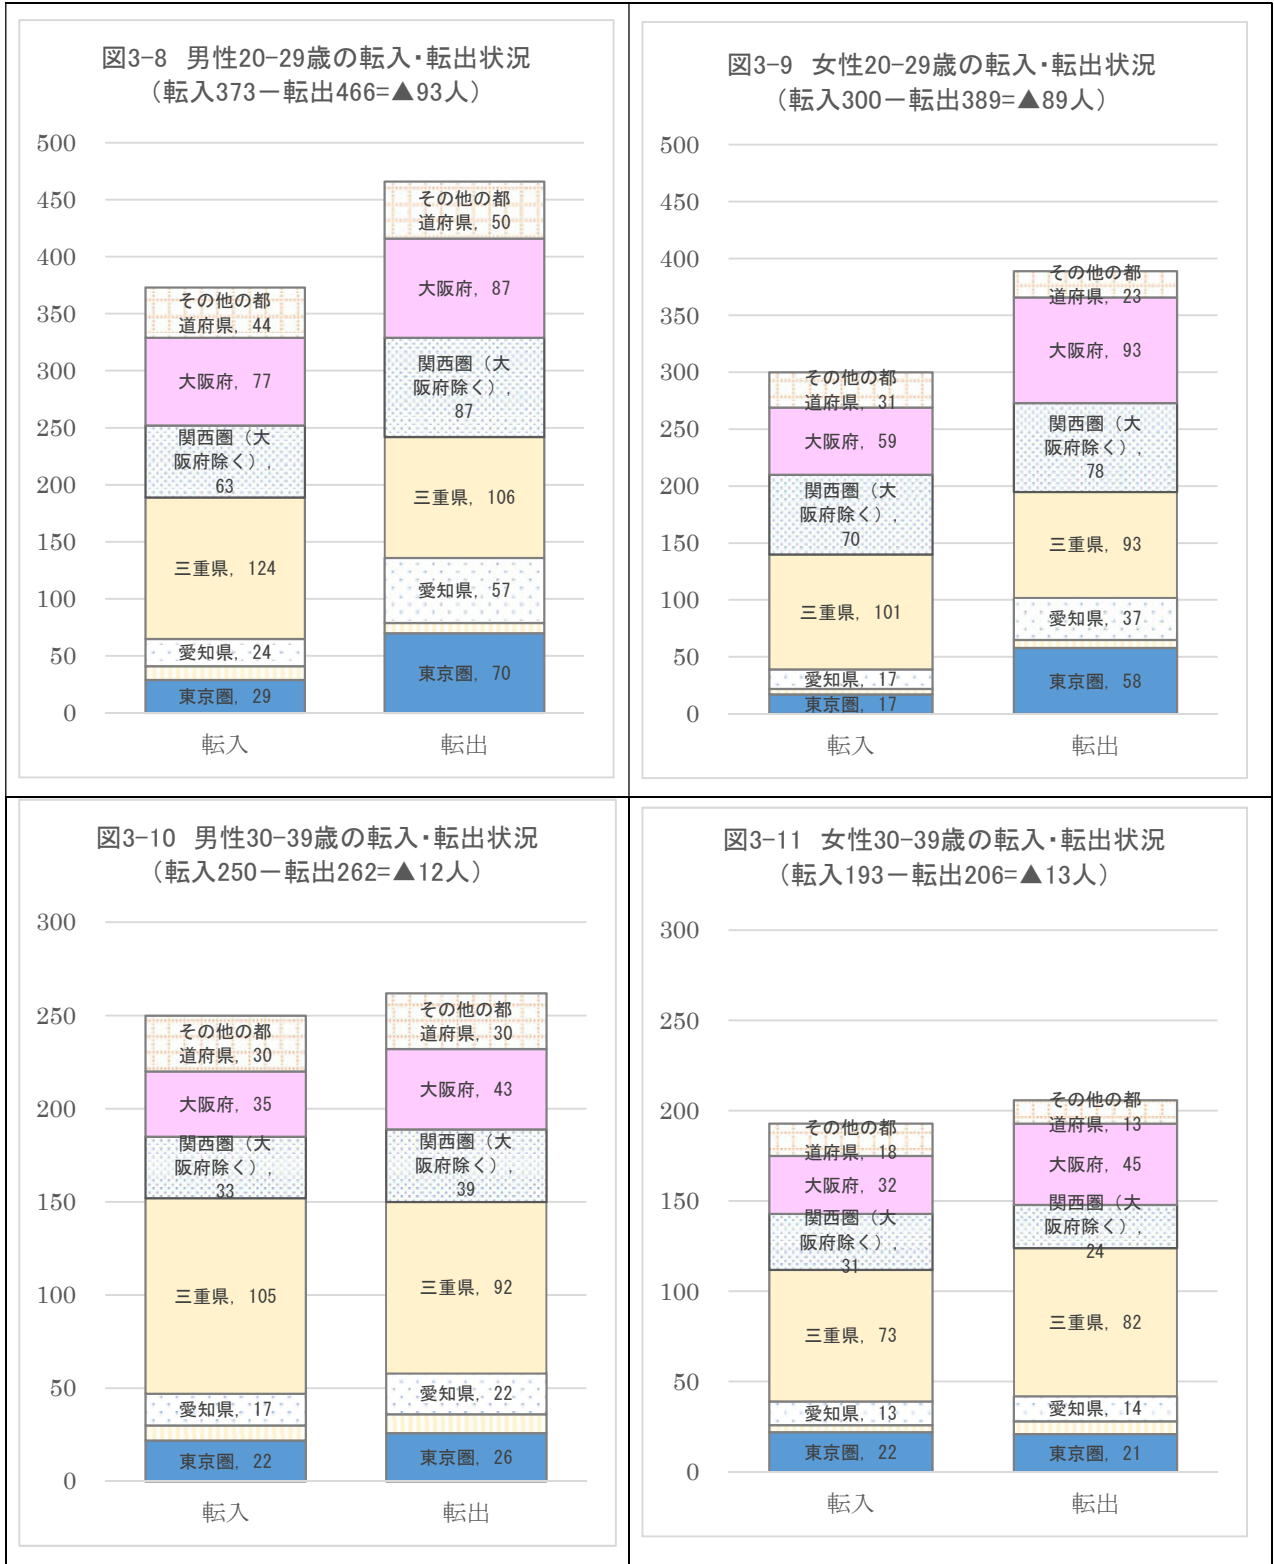 図3-8 男性20-29歳の転入・転出状況
（転入373－転出466=▲93人）
500
450
400
350
300
250
200
150
100
50
0
その他の都
道府県, 44
大阪府, 77
関西圏（大
阪府除く）,
63
三重県, 124
愛知県, 24
東京圏, 29
その他の都
道府県, 50
大阪府, 87
関西圏（大
阪府除く）,
87
三重県, 106
愛知県, 57
東京圏, 70
転入
転出
図3-9 女性20-29歳の転入・転出状況
（転入300－転出389=▲89人）
500
450
400
350
300
250
200
150
100
50
0
その他の都
道府県, 31
大阪府, 59
関西圏（大
阪府除く）,
70
三重県, 101
愛知県, 17
東京圏, 17
その他の都
道府県, 23
大阪府, 93
関西圏（大
阪府除く）,
78
三重県, 93
愛知県, 37
東京圏, 58
転入
転出
図3-10 男性30-39歳の転入・転出状況
（転入250－転出262=▲12人）
300
250
200
150
100
50
0
その他の都
道府県, 30
大阪府, 35
関西圏（大
阪府除く）,
33
三重県, 105
愛知県, 17
東京圏, 22
その他の都
道府県, 30
大阪府, 43
関西圏（大
阪府除く）,
39
三重県, 92
愛知県, 22
東京圏, 26
転入
転出
図3-11 女性30-39歳の転入・転出状況
（転入193－転出206=▲13人）
300
250
200
150
100
50
0
その他の都
道府県, 18
大阪府, 32
関西圏（大
阪府除く）,
31
三重県, 73
愛知県, 13
東京圏, 22
その他の都
道府県, 13
大阪府, 45
関西圏（大
阪府除く）,
24
三重県, 82
愛知県, 14
東京圏, 21
転入
転出